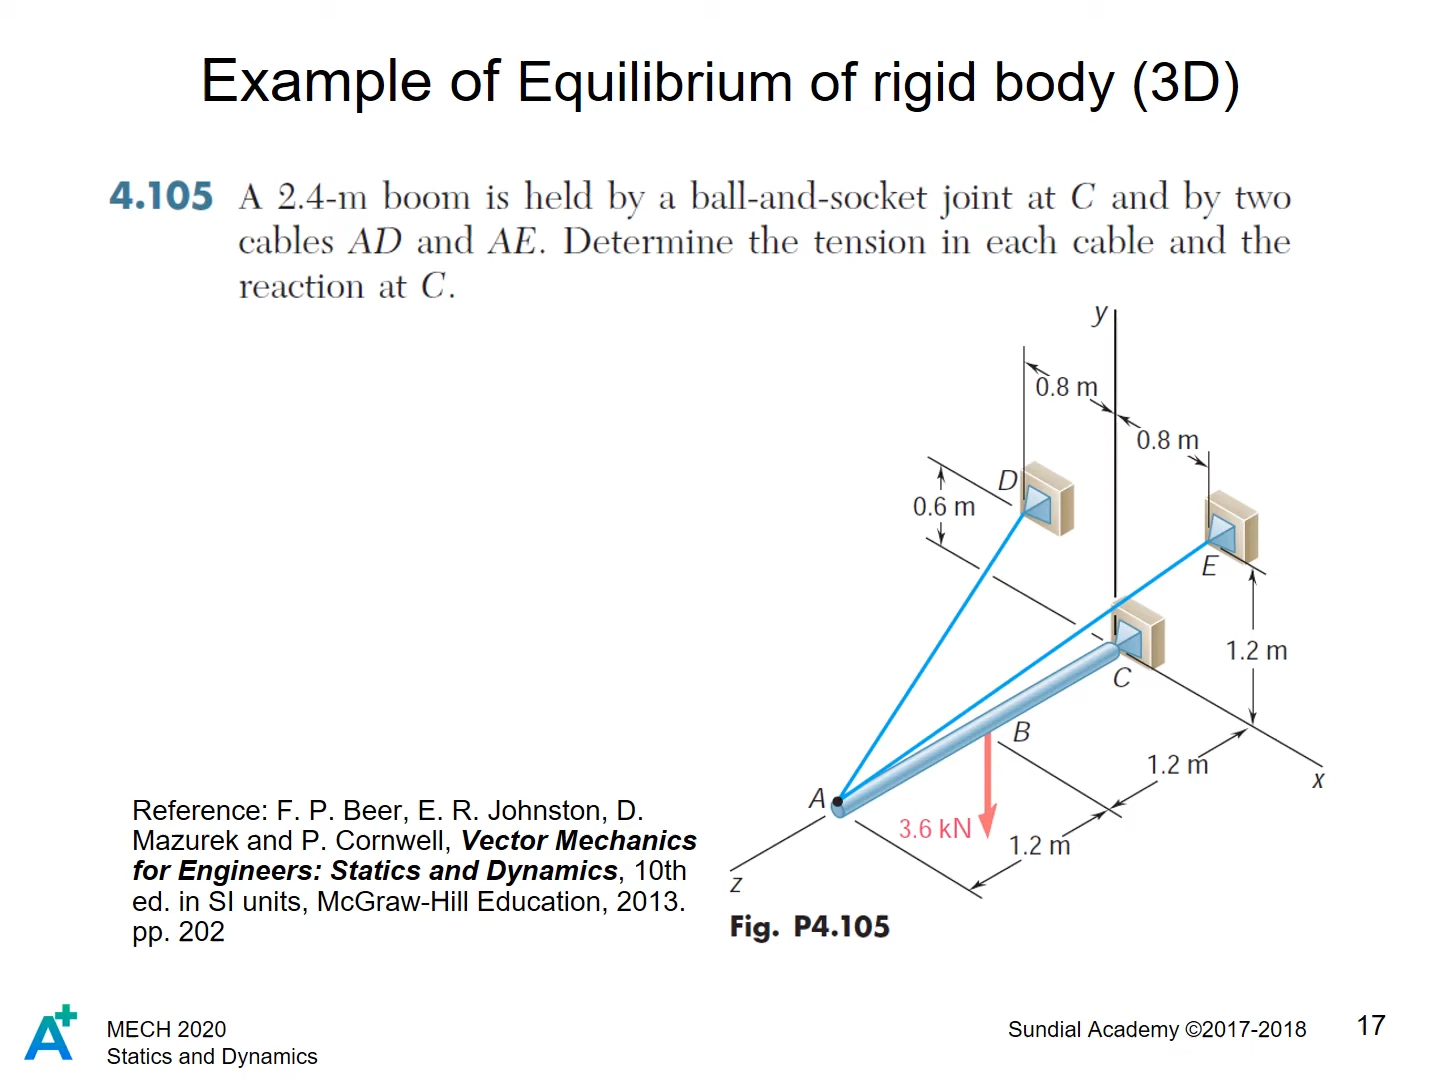 Example of Equilibrium of rigid body (3D)
4.105 A 2.4-m boom is held by a ball-and-socket joint at C and by two
cables AD and AE. Determine the tension in each cable and the
reaction at C.
y
0.8 m
0.8 m
D
0.6 m
E
1.2 m
C
B
1.2 m
x
A
3.6 kN
1.2 m
z
Fig. P4.105
Reference: F. P. Beer, E. R. Johnston, D.
Mazurek and P. Cornwell, Vector Mechanics
for Engineers: Statics and Dynamics, 10th
ed. in SI units, McGraw-Hill Education, 2013.
pp. 202
A+
MECH 2020
Statics and Dynamics
Sundial Academy ©2017-2018
17